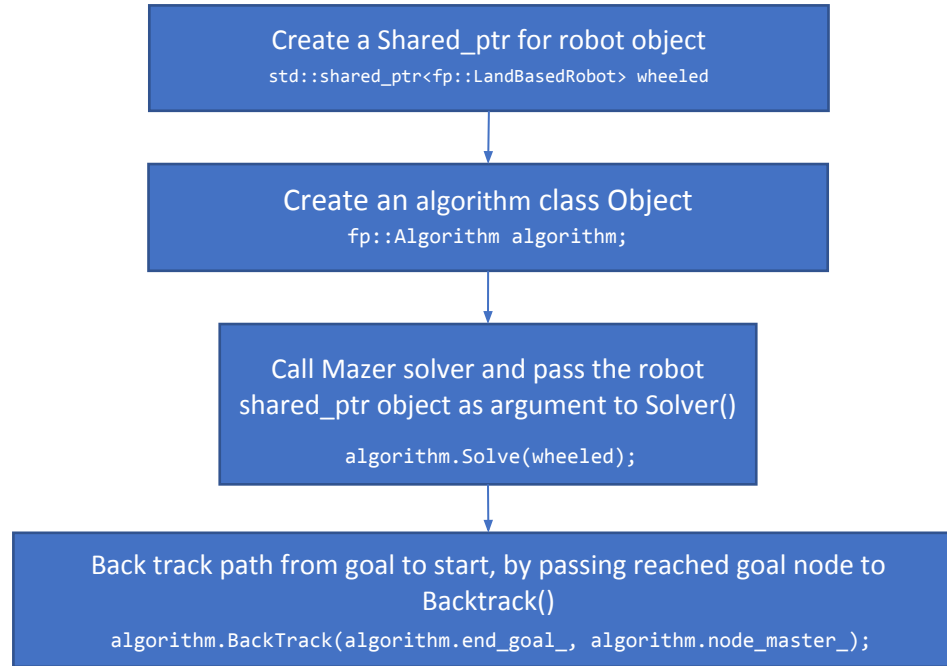 Create a Shared_ptr for robot object
std::shared_ptr<fp::LandBasedRobot> wheeled
Create an algorithm class Object
fp::Algorithm algorithm;
Call Mazer solver and pass the robot
shared_ptr object as argument to Solver()
algorithm.Solve(wheeled);
Back track path from goal to start, by passing reached goal node to
Backtrack()
algorithm.BackTrack(algorithm.end_goal_, algorithm.node_master_);